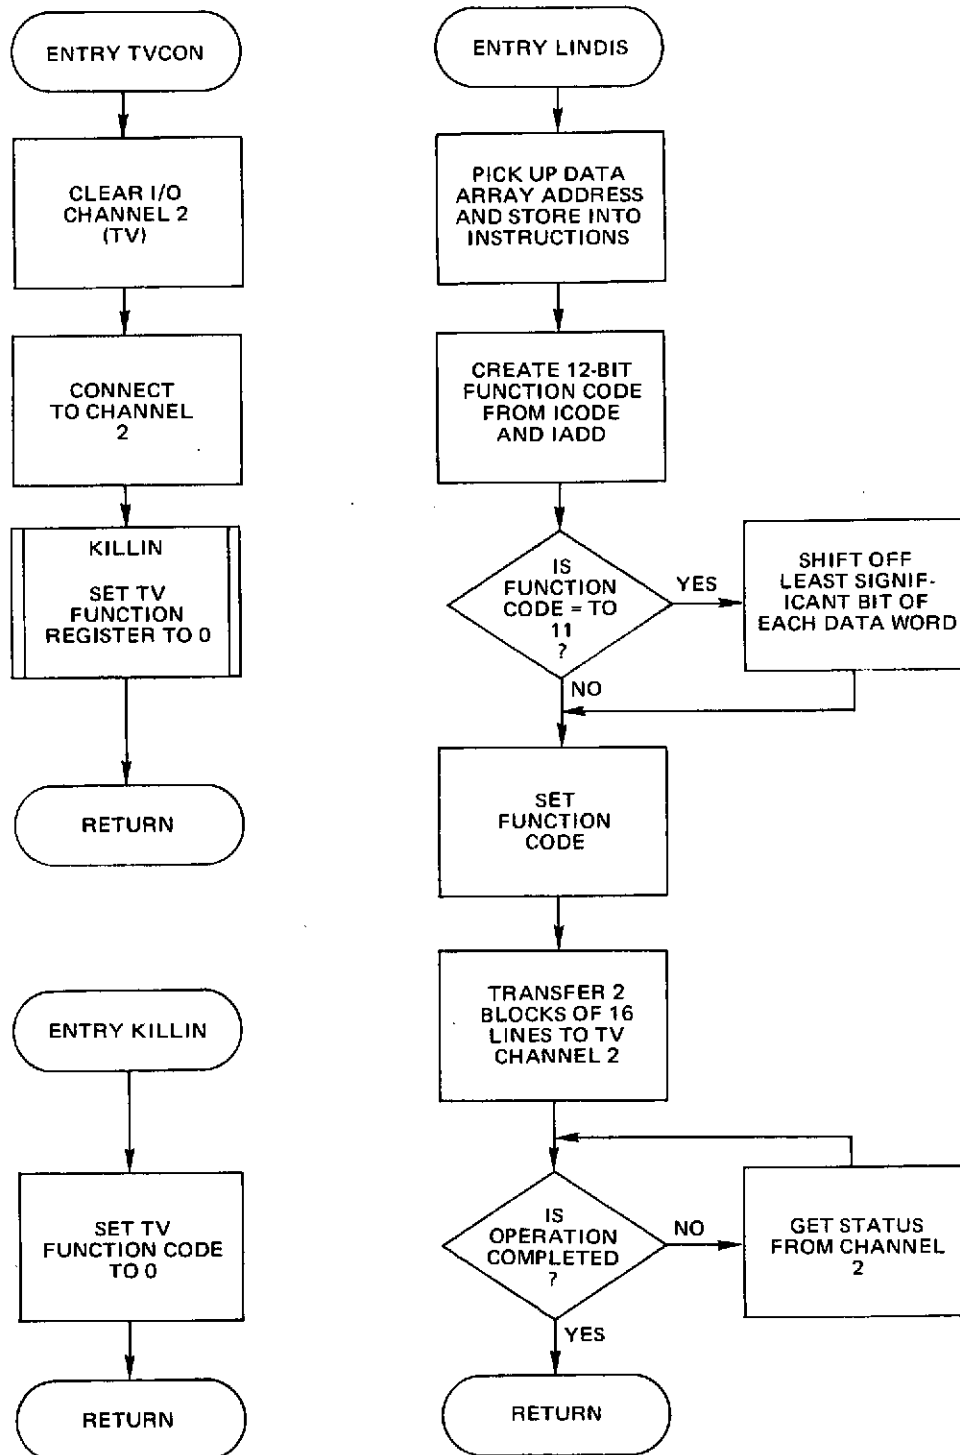 ENTRY TVCON
CLEAR I/O
CHANNEL 2
(TV)
CONNECT
TO CHANNEL
2
KILLIN
SET TV
FUNCTION
REGISTER TO 0
RETURN
ENTRY KILLIN
SET TV
FUNCTION CODE
TO 0
RETURN
ENTRY LINDIS
PICK UP DATA
ARRAY ADDRESS
AND STORE INTO
INSTRUCTIONS
CREATE 12-BIT
FUNCTION CODE
FROM ICODE
AND IADD
IS
FUNCTION
CODE = TO
11
?
YES
SHIFT OFF
LEAST SIGNIF-
ICANT BIT OF
EACH DATA WORD
NO
SET
FUNCTION
CODE
TRANSFER 2
BLOCKS OF 16
LINES TO TV
CHANNEL 2
IS
OPERATION
COMPLETED
?
NO
GET STATUS
FROM CHANNEL
2
YES
RETURN